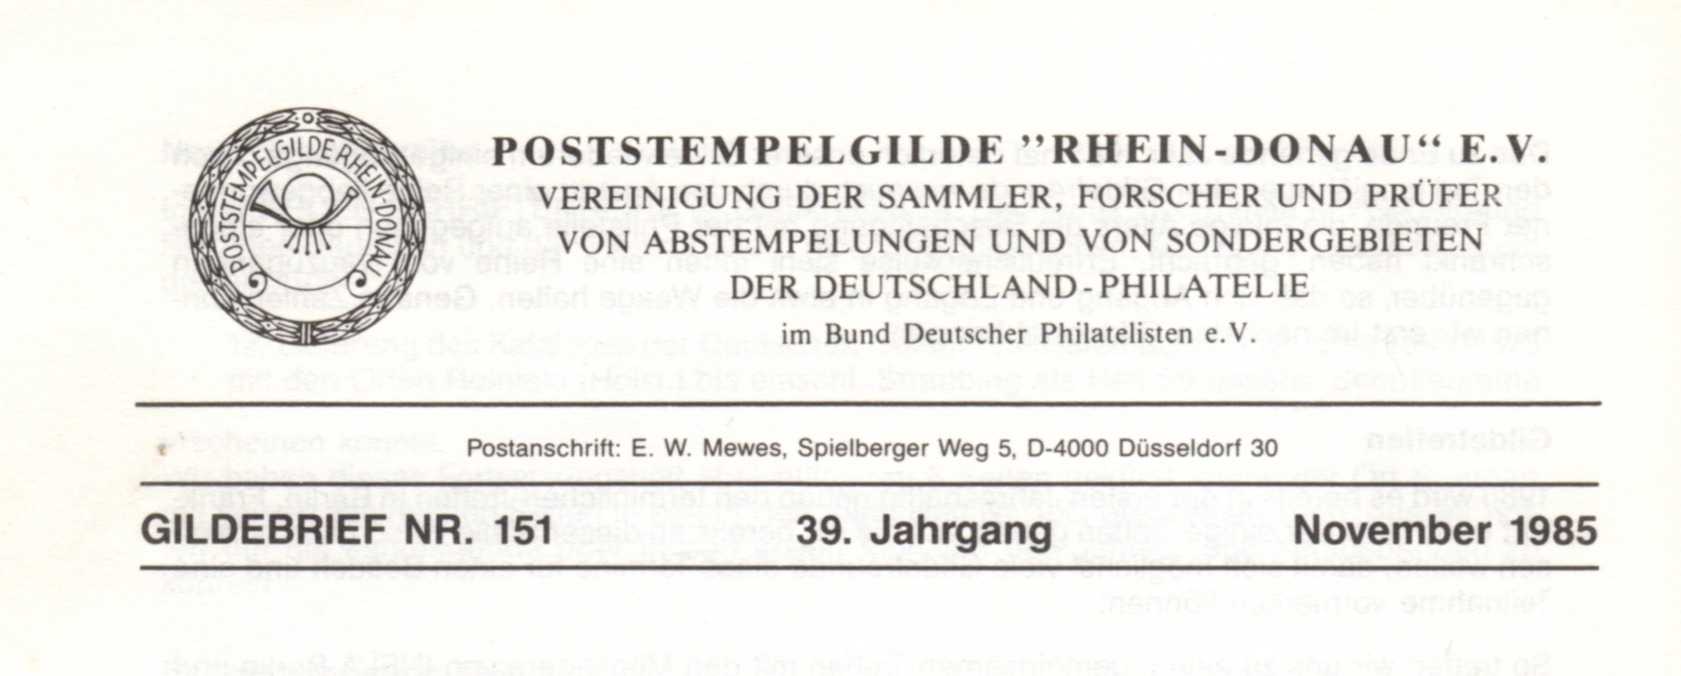 POSTSTEMPELGILDE·RHEIN-DONAU·
POSTSTEMPELGILDE ”RHEIN-DONAU“ E.V.
VEREINIGUNG DER SAMMLER, FORSCHER UND PRÜFER
VON ABSTEMPELUNGEN UND VON SONDERGEBIETEN
DER DEUTSCHLAND-PHILATELIE
im Bund Deutscher Philatelisten e.V.
Postanschrift: E. W. Mewes, Spielberger Weg 5, D-4000 Düsseldorf 30
GILDEBRIEF NR. 151 39. Jahrgang November 1985